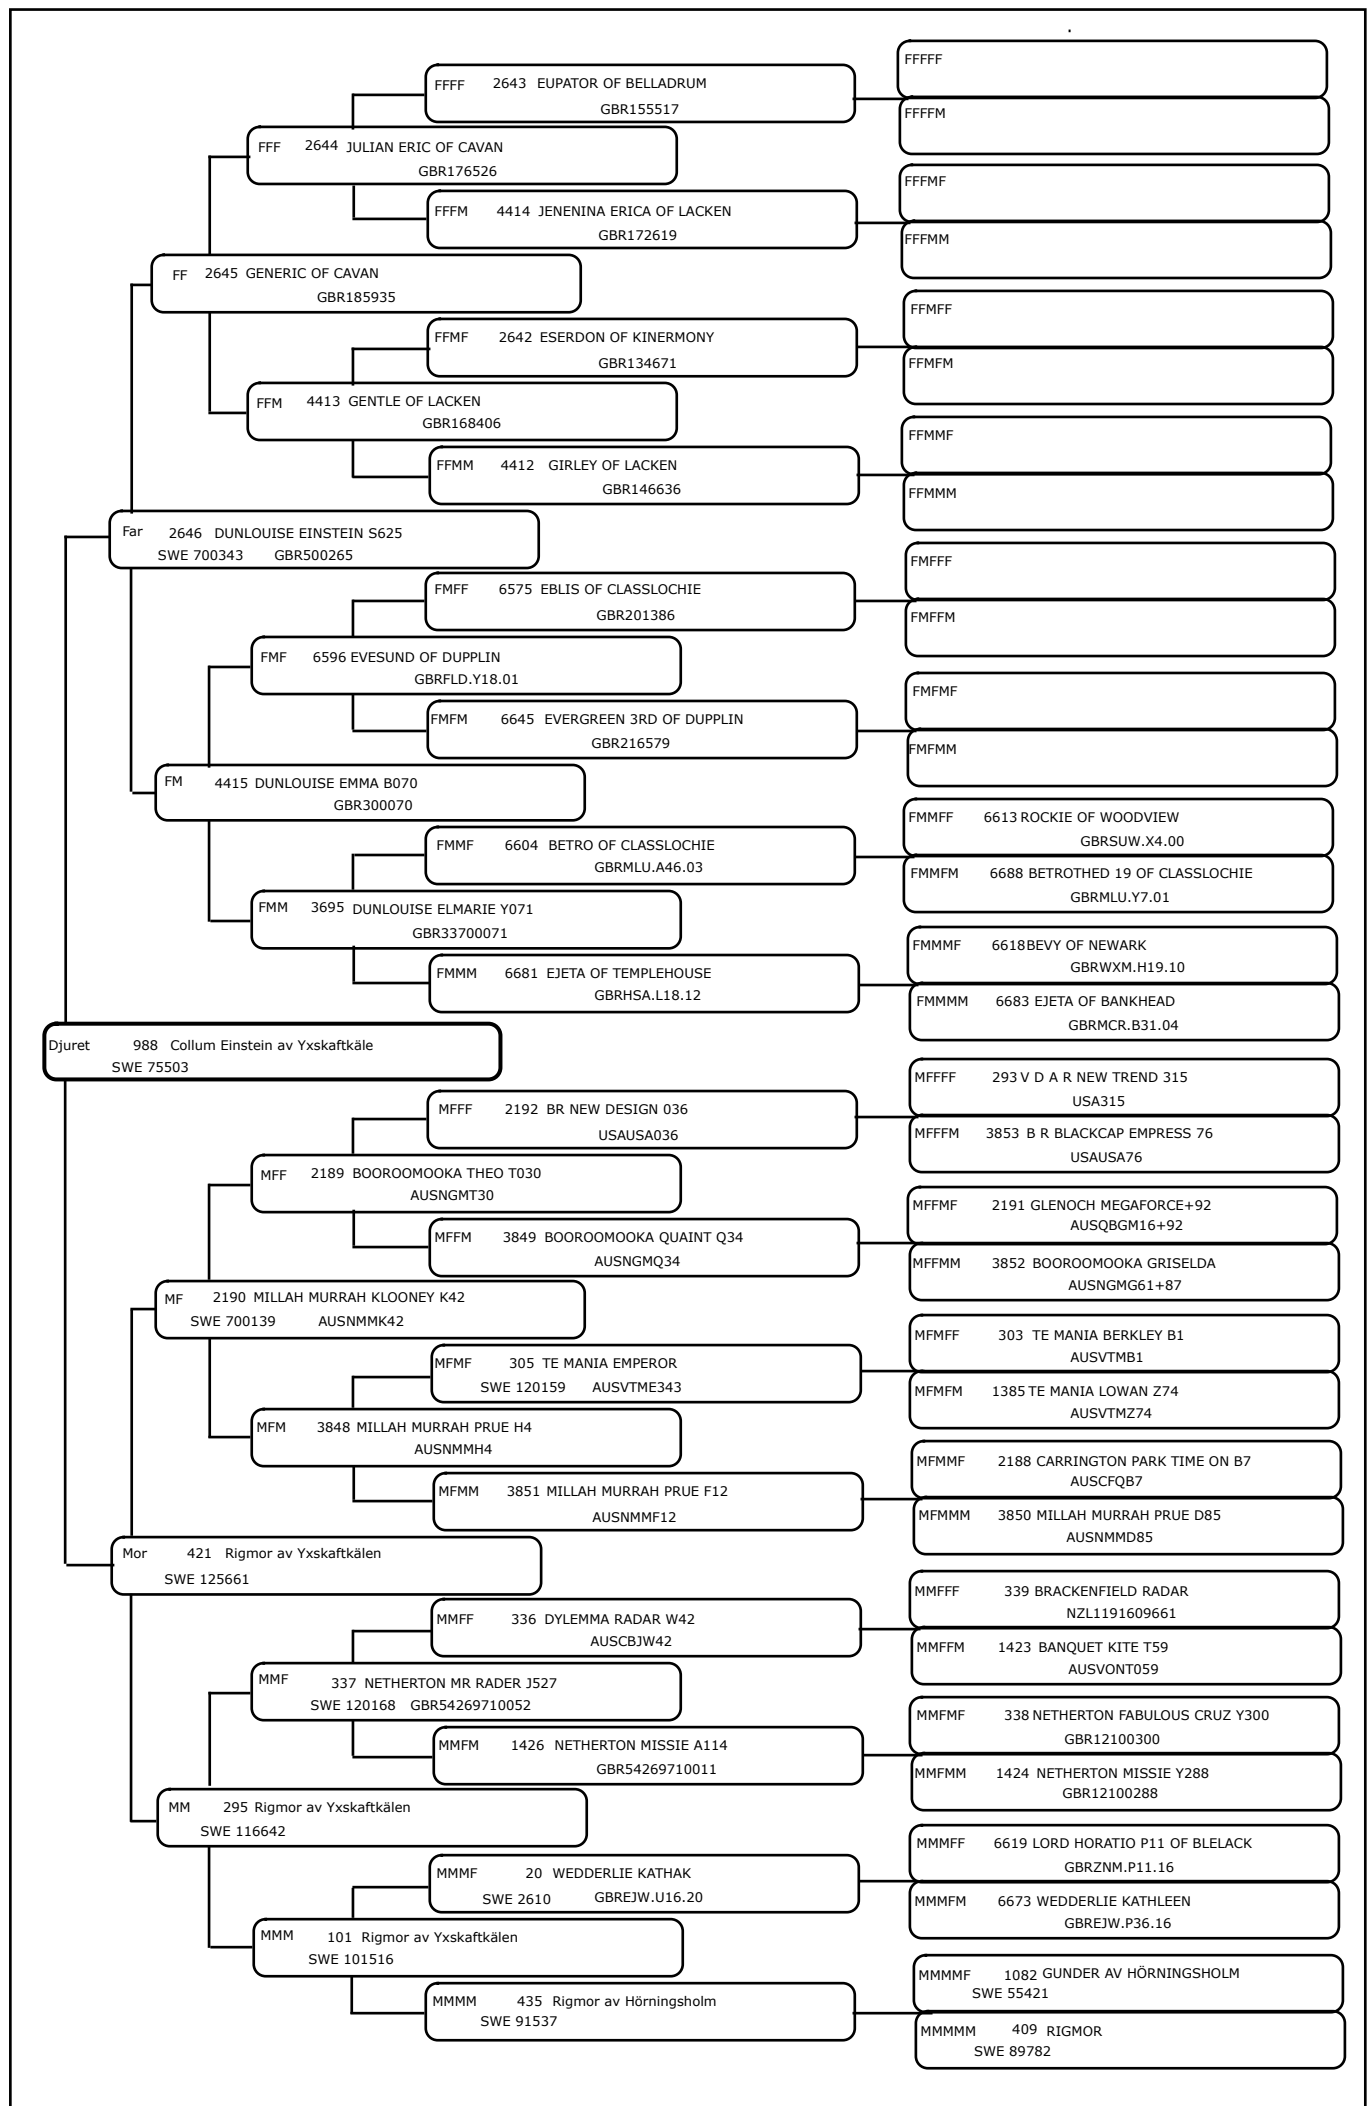 .
FFFFF
FFFF 2643 EUPATOR OF BELLADRUM
GBR155517
FFFFM
FFF 2644 JULIAN ERIC OF CAVAN
GBR176526
FFFMF
FFFM 4414 JENENINA ERICA OF LACKEN
GBR172619
FFFMM
FF 2645 GENERIC OF CAVAN
GBR185935
FFMFF
FFMF 2642 ESERDON OF KINERMONY
GBR134671
FFMFM
FFM 4413 GENTLE OF LACKEN
GBR168406
FFMMF
FFMM 4412 GIRLEY OF LACKEN
GBR146636
FFMMM
Far 2646 DUNLOUISE EINSTEIN S625
SWE 700343 GBR500265
FMFFF
FMFF 6575 EBLIS OF CLASSLOCHIE
GBR201386
FMFFM
FMF 6596 EVESUND OF DUPPLIN
GBRFLD.Y18.01
FMFMF
FMFM 6645 EVERGREEN 3RD OF DUPPLIN
GBR216579
FMFMM
FM 4415 DUNLOUISE EMMA B070
GBR300070
FMMFF 6613 ROCKIE OF WOODVIEW
GBRSUW.X4.00
FMMF 6604 BETRO OF CLASSLOCHIE
GBRMLU.A46.03
FMMFM 6688 BETROTHED 19 OF CLASSLOCHIE
GBRMLU.Y7.01
FMM 3695 DUNLOUISE ELMARIE Y071
GBR33700071
FMMMF 6618 BEVY OF NEWARK
GBRWXM.H19.10
FMMM 6681 EJETA OF TEMPLEHOUSE
GBRHSA.L18.12
FMMMM 6683 EJETA OF BANKHEAD
GBRMCR.B31.04
Djuret 988 Collum Einstein av Yxskaftkäle
SWE 75503
MFFFF 293 V D A R NEW TREND 315
USA315
MFFF 2192 BR NEW DESIGN 036
USAUSA036
MFFFM 3853 B R BLACKCAP EMPRESS 76
USAUSA76
MFF 2189 BOOROOMOOKA THEO T030
AUSNGMT30
MFFMF 2191 GLENOCH MEGAFORCE+92
AUSQBGM16+92
MFFM 3849 BOOROOMOOKA QUAINT Q34
AUSNGMQ34
MFFMM 3852 BOOROOMOOKA GRISELDA
AUSNGMG61+87
MF 2190 MILLAH MURRAH KLOONEY K42
SWE 700139 AUSNMMK42
MFMFF 303 TE MANIA BERKLEY B1
AUSVTMB1
MFMF 305 TE MANIA EMPEROR
SWE 120159 AUSVTME343
MFMFM 1385 TE MANIA LOWAN Z74
AUSVTMZ74
MFM 3848 MILLAH MURRAH PRUE H4
AUSNMMH4
MFMMF 2188 CARRINGTON PARK TIME ON B7
AUSCFQB7
MFMM 3851 MILLAH MURRAH PRUE F12
AUSNMMF12
MFMMM 3850 MILLAH MURRAH PRUE D85
AUSNMMD85
Mor 421 Rigmor av Yxskaftkälen
SWE 125661
MMFFF 339 BRACKENFIELD RADAR
NZL1191609661
MMFF 336 DYLEMMA RADAR W42
AUSCBJW42
MMFFM 1423 BANQUET KITE T59
AUSVONT059
MMF 337 NETHERTON MR RADER J527
SWE 120168 GBR54269710052
MMFMF 338 NETHERTON FABULOUS CRUZ Y300
GBR12100300
MMFM 1426 NETHERTON MISSIE A114
GBR54269710011
MMFMM 1424 NETHERTON MISSIE Y288
GBR12100288
MM 295 Rigmor av Yxskaftkälen
SWE 116642
MMMFF 6619 LORD HORATIO P11 OF BLELACK
GBRZNM.P11.16
MMMF 20 WEDDERLIE KATHAK
SWE 2610 GBREJW.U16.20
MMMFM 6673 WEDDERLIE KATHLEEN
GBREJW.P36.16
MMM 101 Rigmor av Yxskaftkälen
SWE 101516
MMMMF 1082 GUNDER AV HÖRNINGSHOLM
SWE 55421
MMMM 435 Rigmor av Hörningsholm
SWE 91537
MMMMM 409 RIGMOR
SWE 89782